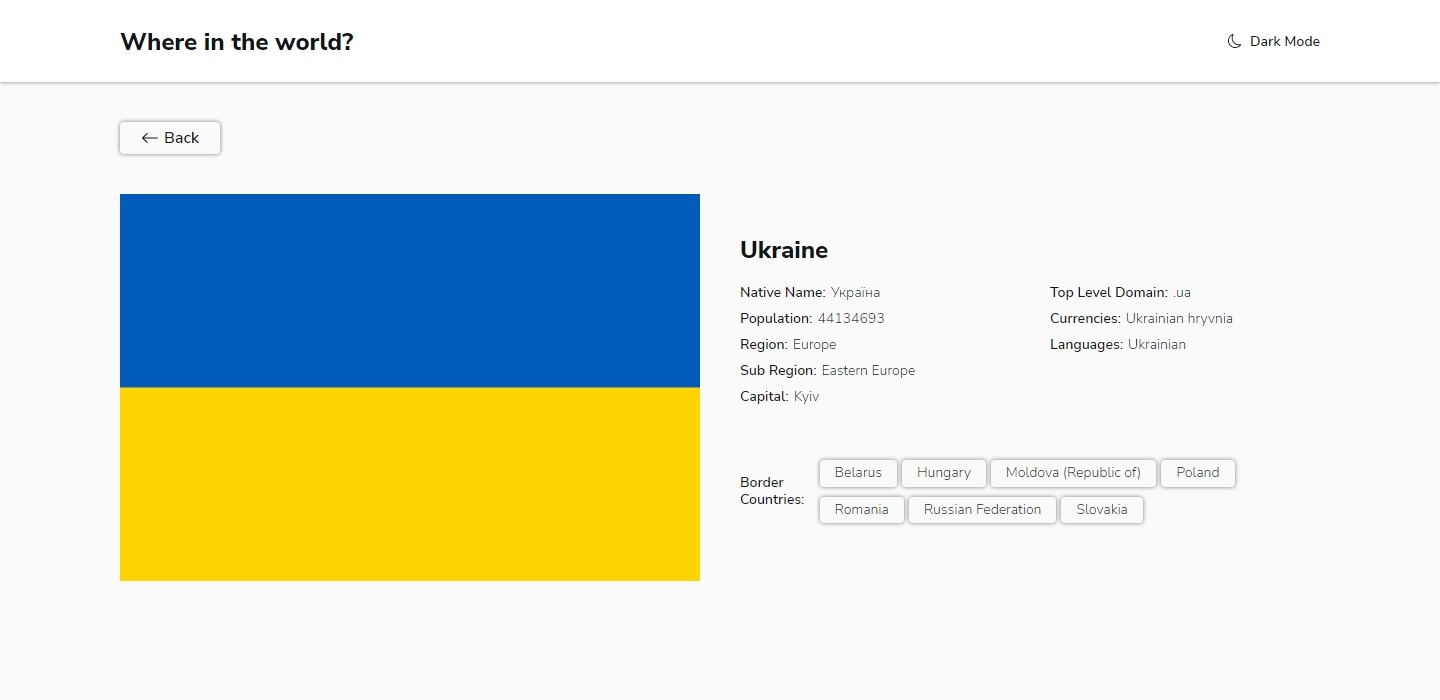 Where in the world?
Dark Mode
Back
Ukraine
Native Name: Україна
Population: 44134693
Region: Europe
Sub Region: Eastern Europe
Capital: Kyiv
Top Level Domain: .ua
Currencies: Ukrainian hryvnia
Languages: Ukrainian
Border
Countries:
Belarus Hungary Moldova (Republic of) Poland
Romania Russian Federation Slovakia